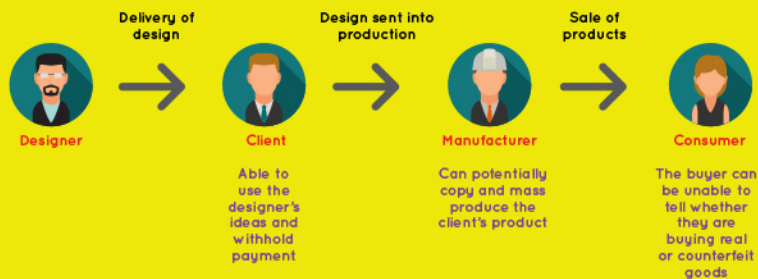 Delivery of
design
Design sent into
production
Sale of
products
Designer
Client
Manufacturer
Consumer
Able to
use the
designer's
ideas and
withhold
payment
Can potentially
copy and mass
produce the
client's product
The buyer can
be unable to
tell whether
they are
buying real
or counterfeit
goods